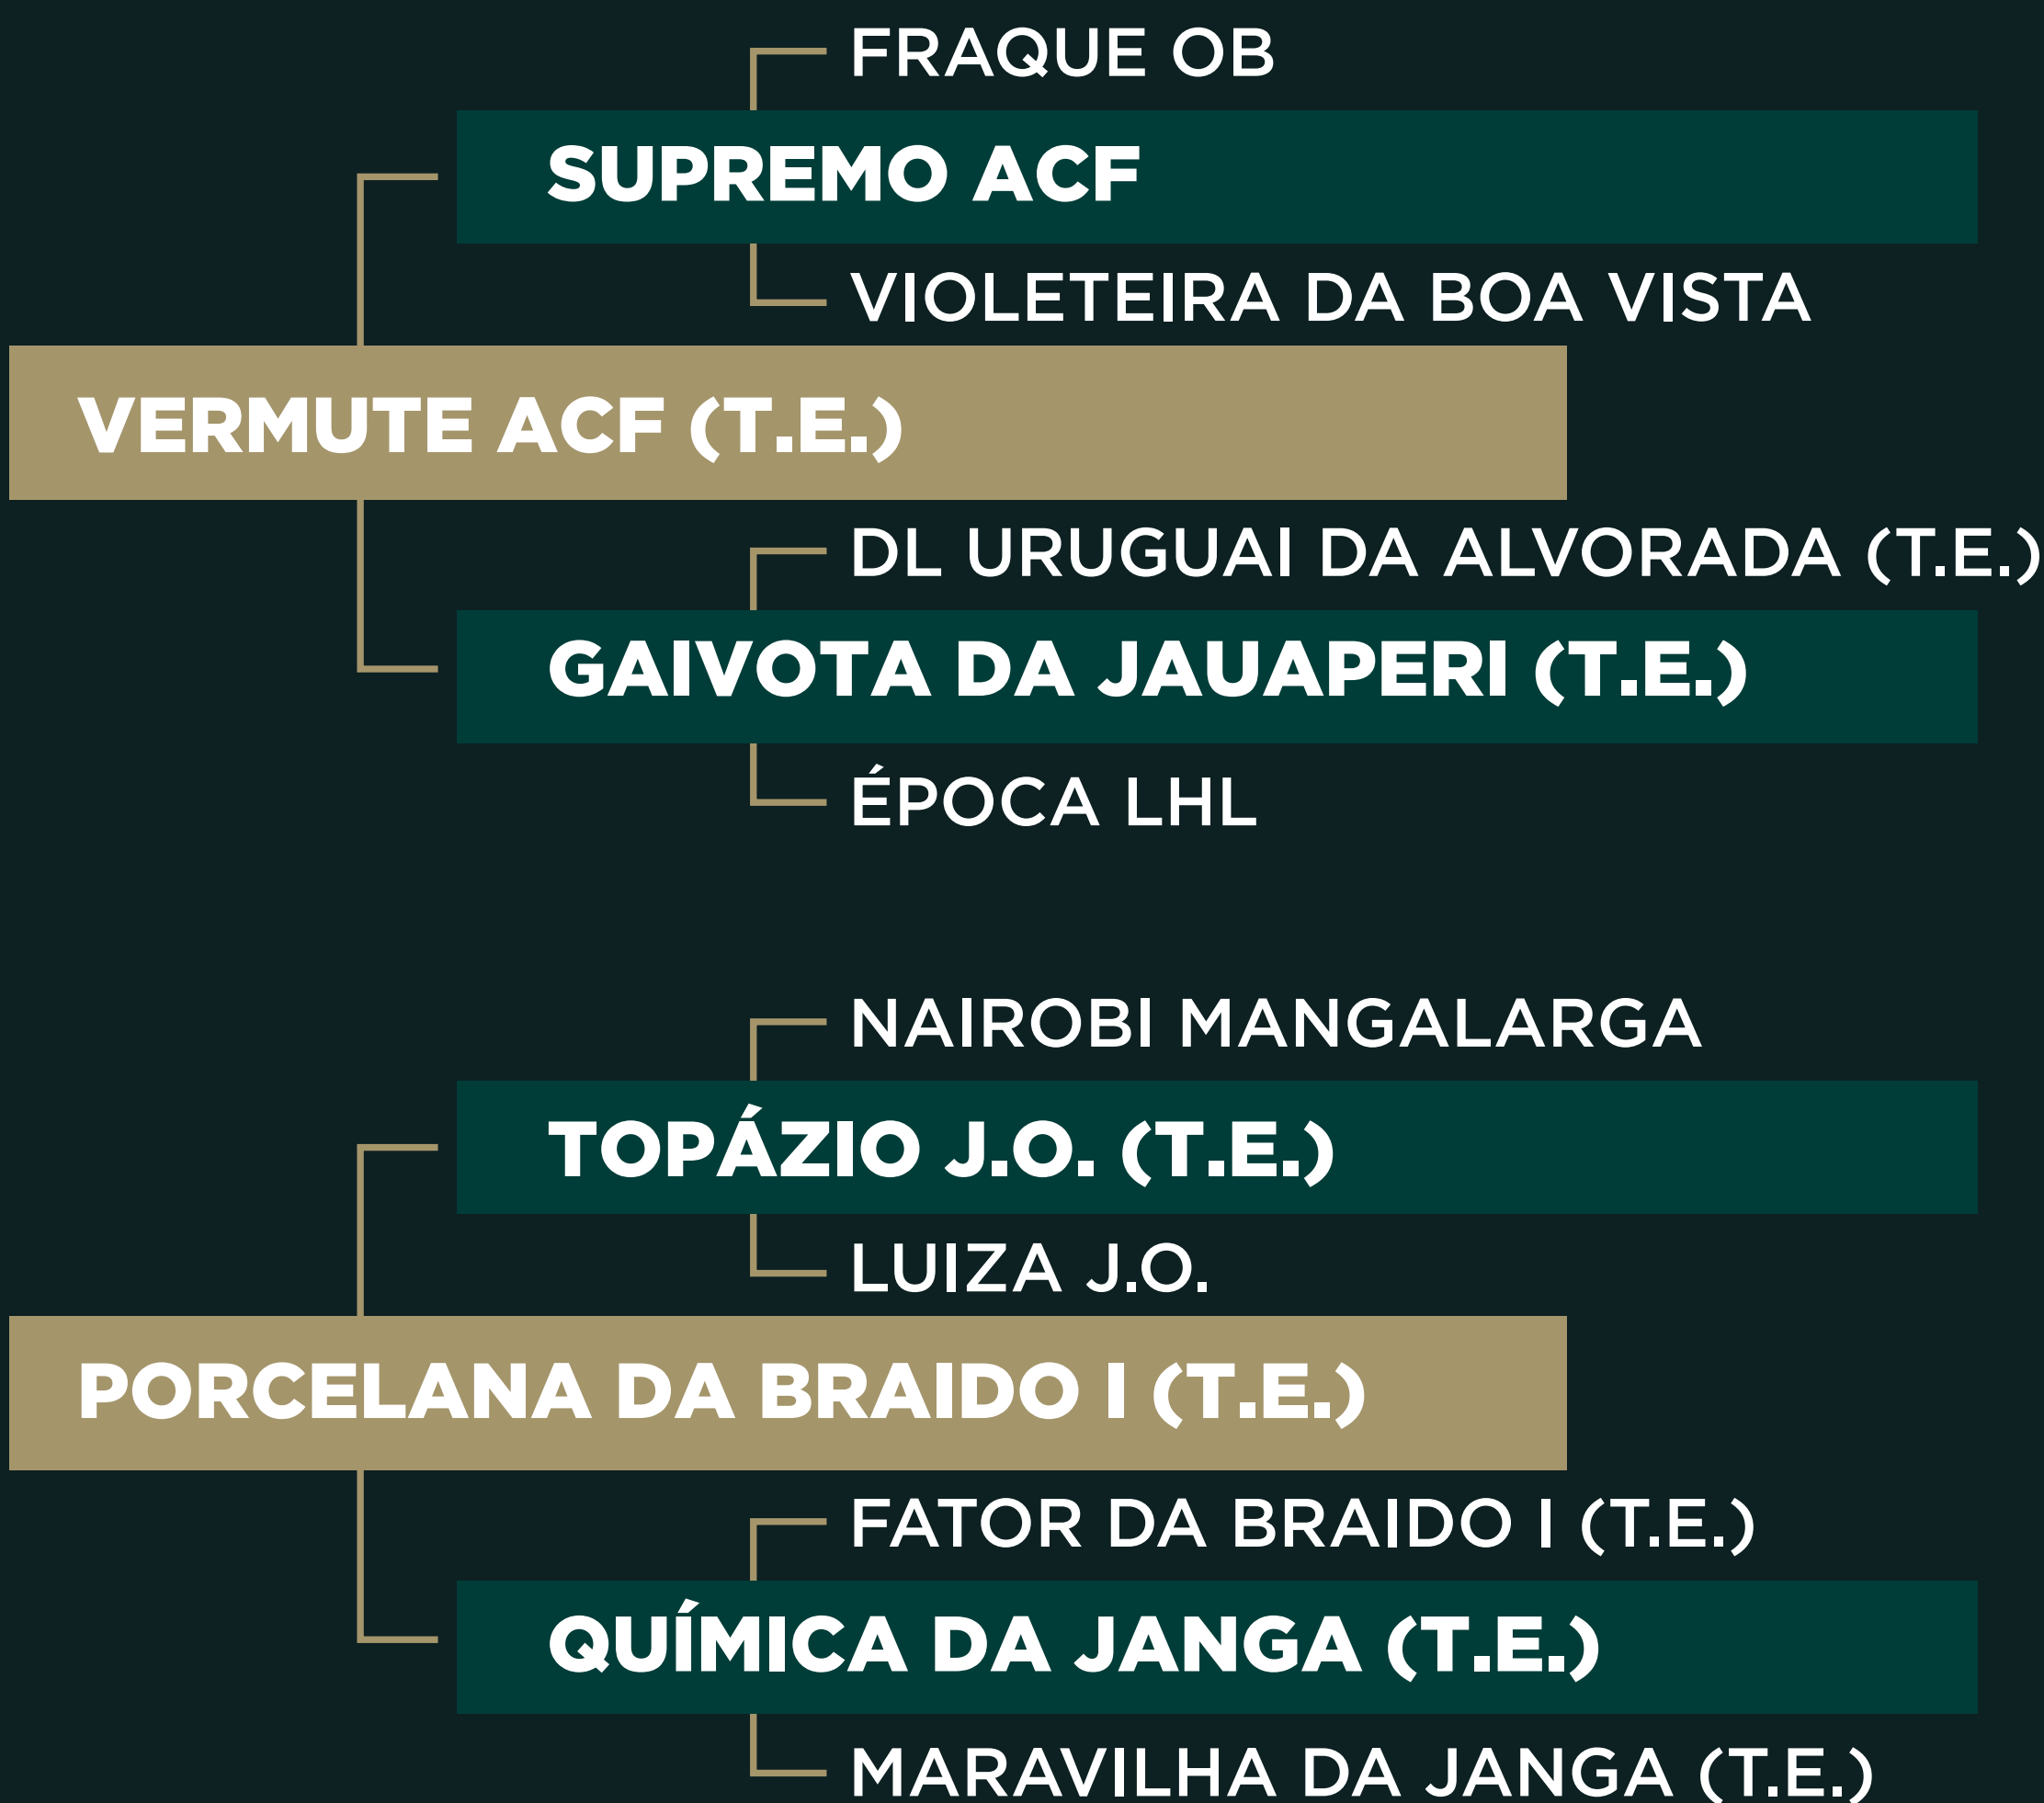 FRAQUE OB
SUPREMO ACF
VIOLETEIRA DA BOA VISTA
VERMUTE ACF (T.E.)
DL URUGUAI DA ALVORADA (T.E.)
GAIVOTA DA JAUAPERI (T.E.)
ÉPOCA LHL
NAIROBI MANGALARGA
TOPÁZIO J.O. (T.E.)
LUIZA J.O.
PORCELANA DA BRAIDO I (T.E.)
FATOR DA BRAIDO I (T.E.)
QUÍMICA DA JANGA (T.E.)
MARAVILHA DA JANGA (T.E.)